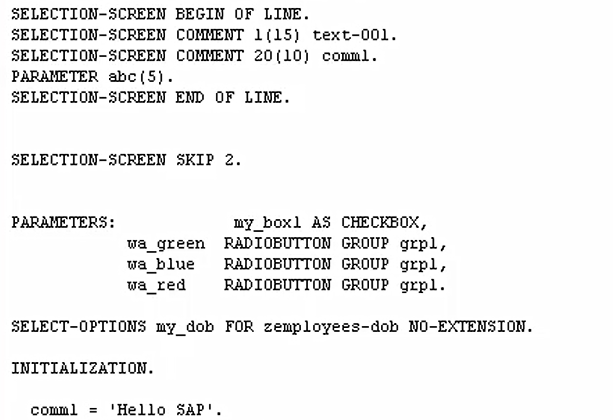 SELECTION-SCREEN BEGIN OF LINE.
SELECTION-SCREEN COMMENT 1(15) text-001.
SELECTION-SCREEN COMMENT 20(10) comm1.
PARAMETER abc(5).
SELECTION-SCREEN END OF LINE.
SELECTION-SCREEN SKIP 2.
PARAMETERS: my_box1 AS CHECKBOX,
wa_green RADIOBUTTON GROUP grp1,
wa_blue RADIOBUTTON GROUP grp1,
wa_red RADIOBUTTON GROUP grp1.
SELECT-OPTIONS my_dob FOR zemployees-dob NO-EXTENSION.
INITIALIZATION.
comm1 = 'Hello SAP'.